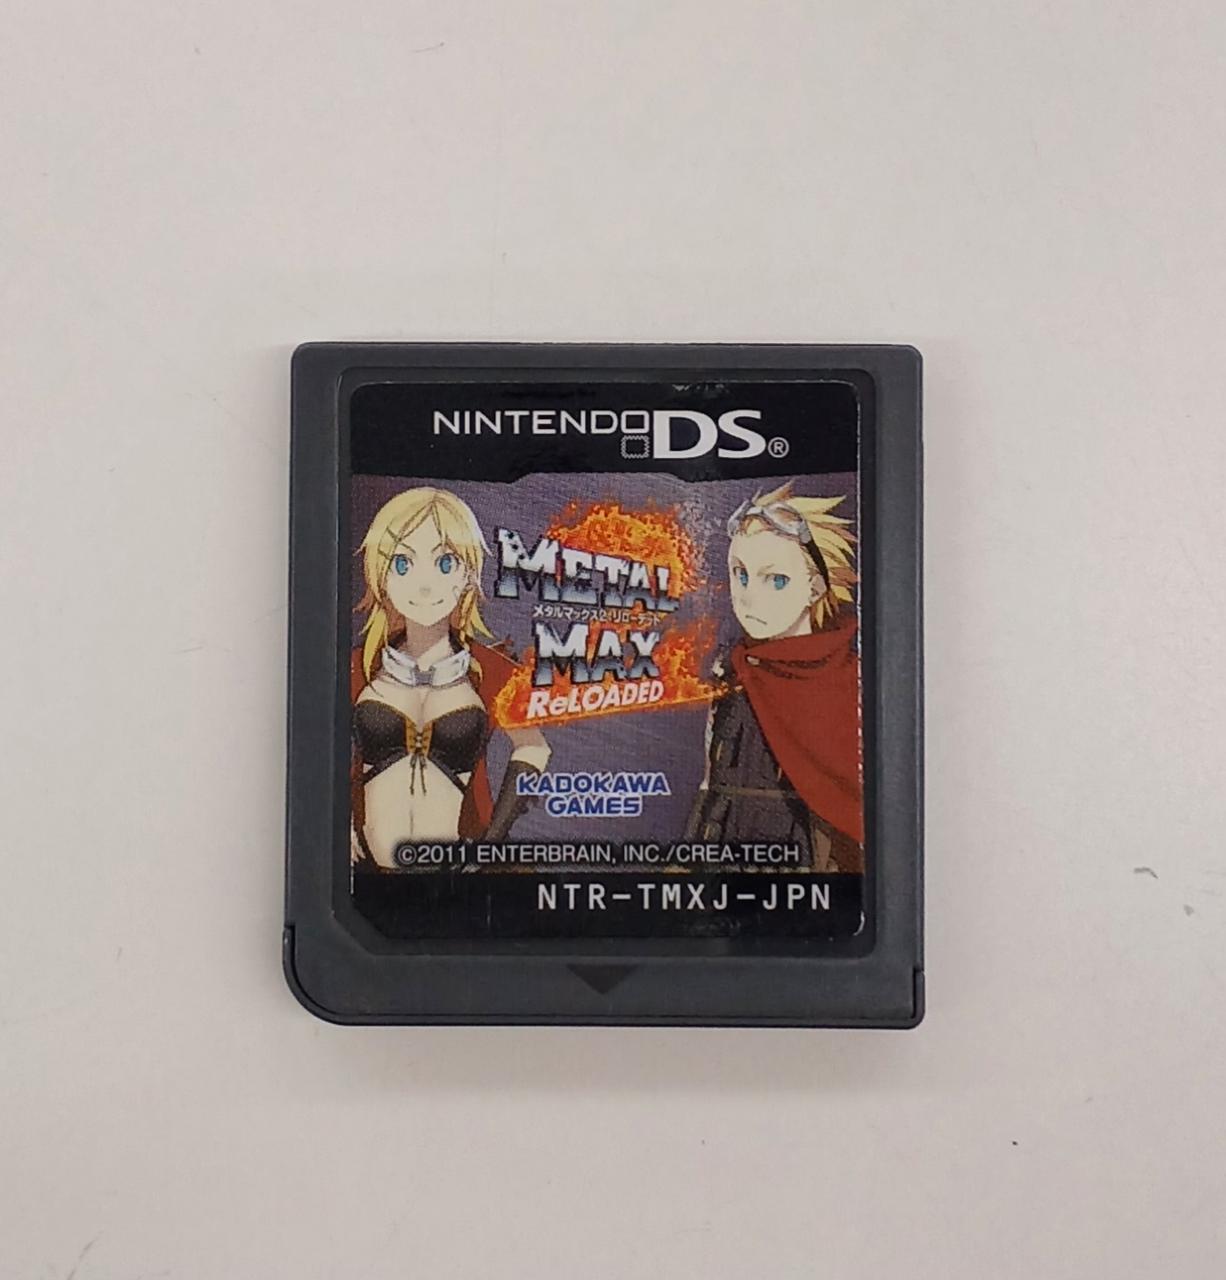 NINTENDO DS®
METAL
メタルマックス2:リローデッド
MAX
ReLOADED
KADOKAWA
GAMES
©2011 ENTERBRAIN, INC./CREA-TECH
NTR-TMXJ-JPN